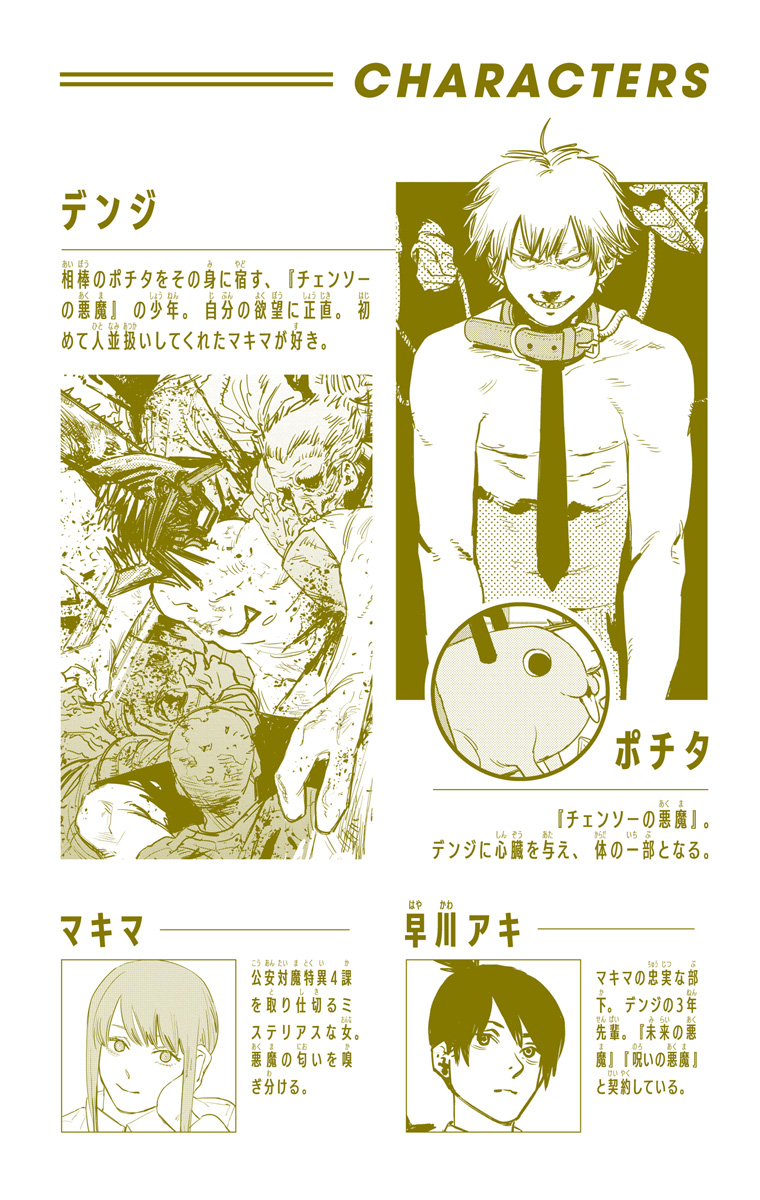 CHARACTERS
デンジ
相棒のポチタをその身に宿す、『チェンソー
の悪魔』の少年。自分の欲望に正直。初
めて人並扱いしてくれたマキマが好き。
ポチタ
『チェンソーの悪魔』。
デンジに心臓を与え、体の一部となる。
マキマ
公安対魔特異4課
を取り仕切るミ
ステリアスな女。
悪魔の匂いを嗅
ぎ分ける。
早川アキ
マキマの忠実な部
下。デンジの3年
先輩。『未来の悪
魔』『呪いの悪魔』
と契約している。